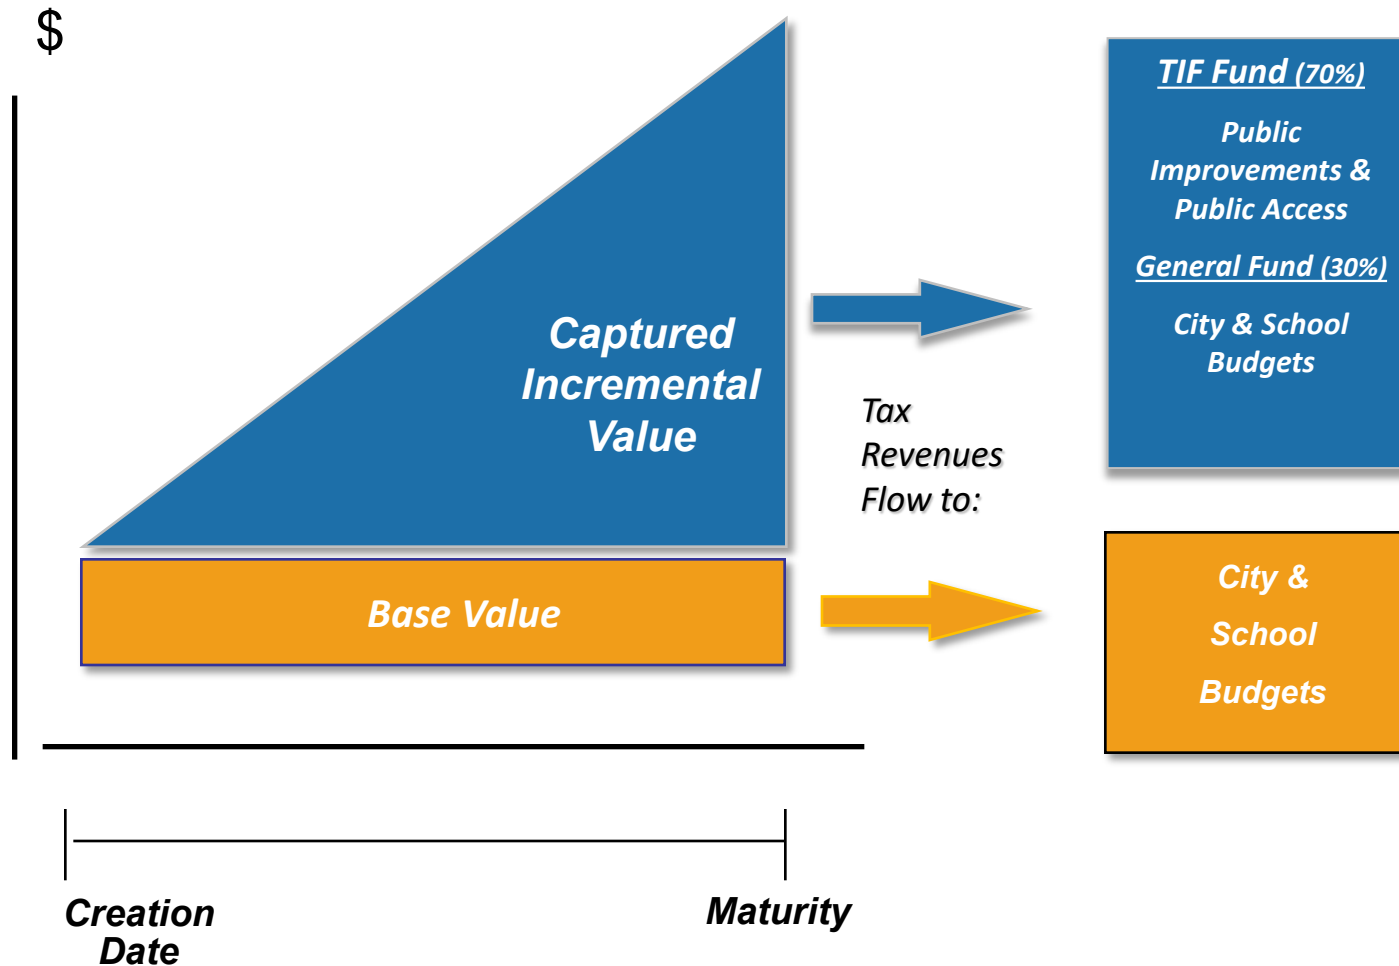 $
Captured
Incremental
Value
Base Value
Tax
Revenues
Flow to:
TIF Fund (70%)
Public
Improvements &
Public Access
General Fund (30%)
City & School
Budgets
City &
School
Budgets
Creation
Date
Maturity